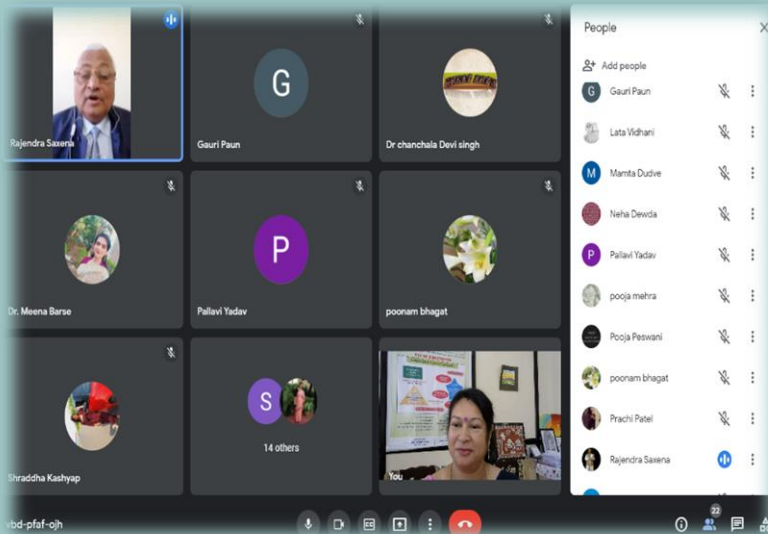 People
Add people
Rajendra Saxena
G
Gauri Paun
Dr chanchala Devi singh
Dr. Meena Barse
P
Pallavi Yadav
poonam bhagat
Shraddha Kashyap
S
14 others
You
G Gauri Paun
Lata Vidhani
M Mamta Dudve
Neha Dewda
P Pallavi Yadav
pooja mehra
Pooja Peswani
poonam bhagat
Prachi Patel
Rajendra Saxena
vbd-pfaf-ojh
CC
22